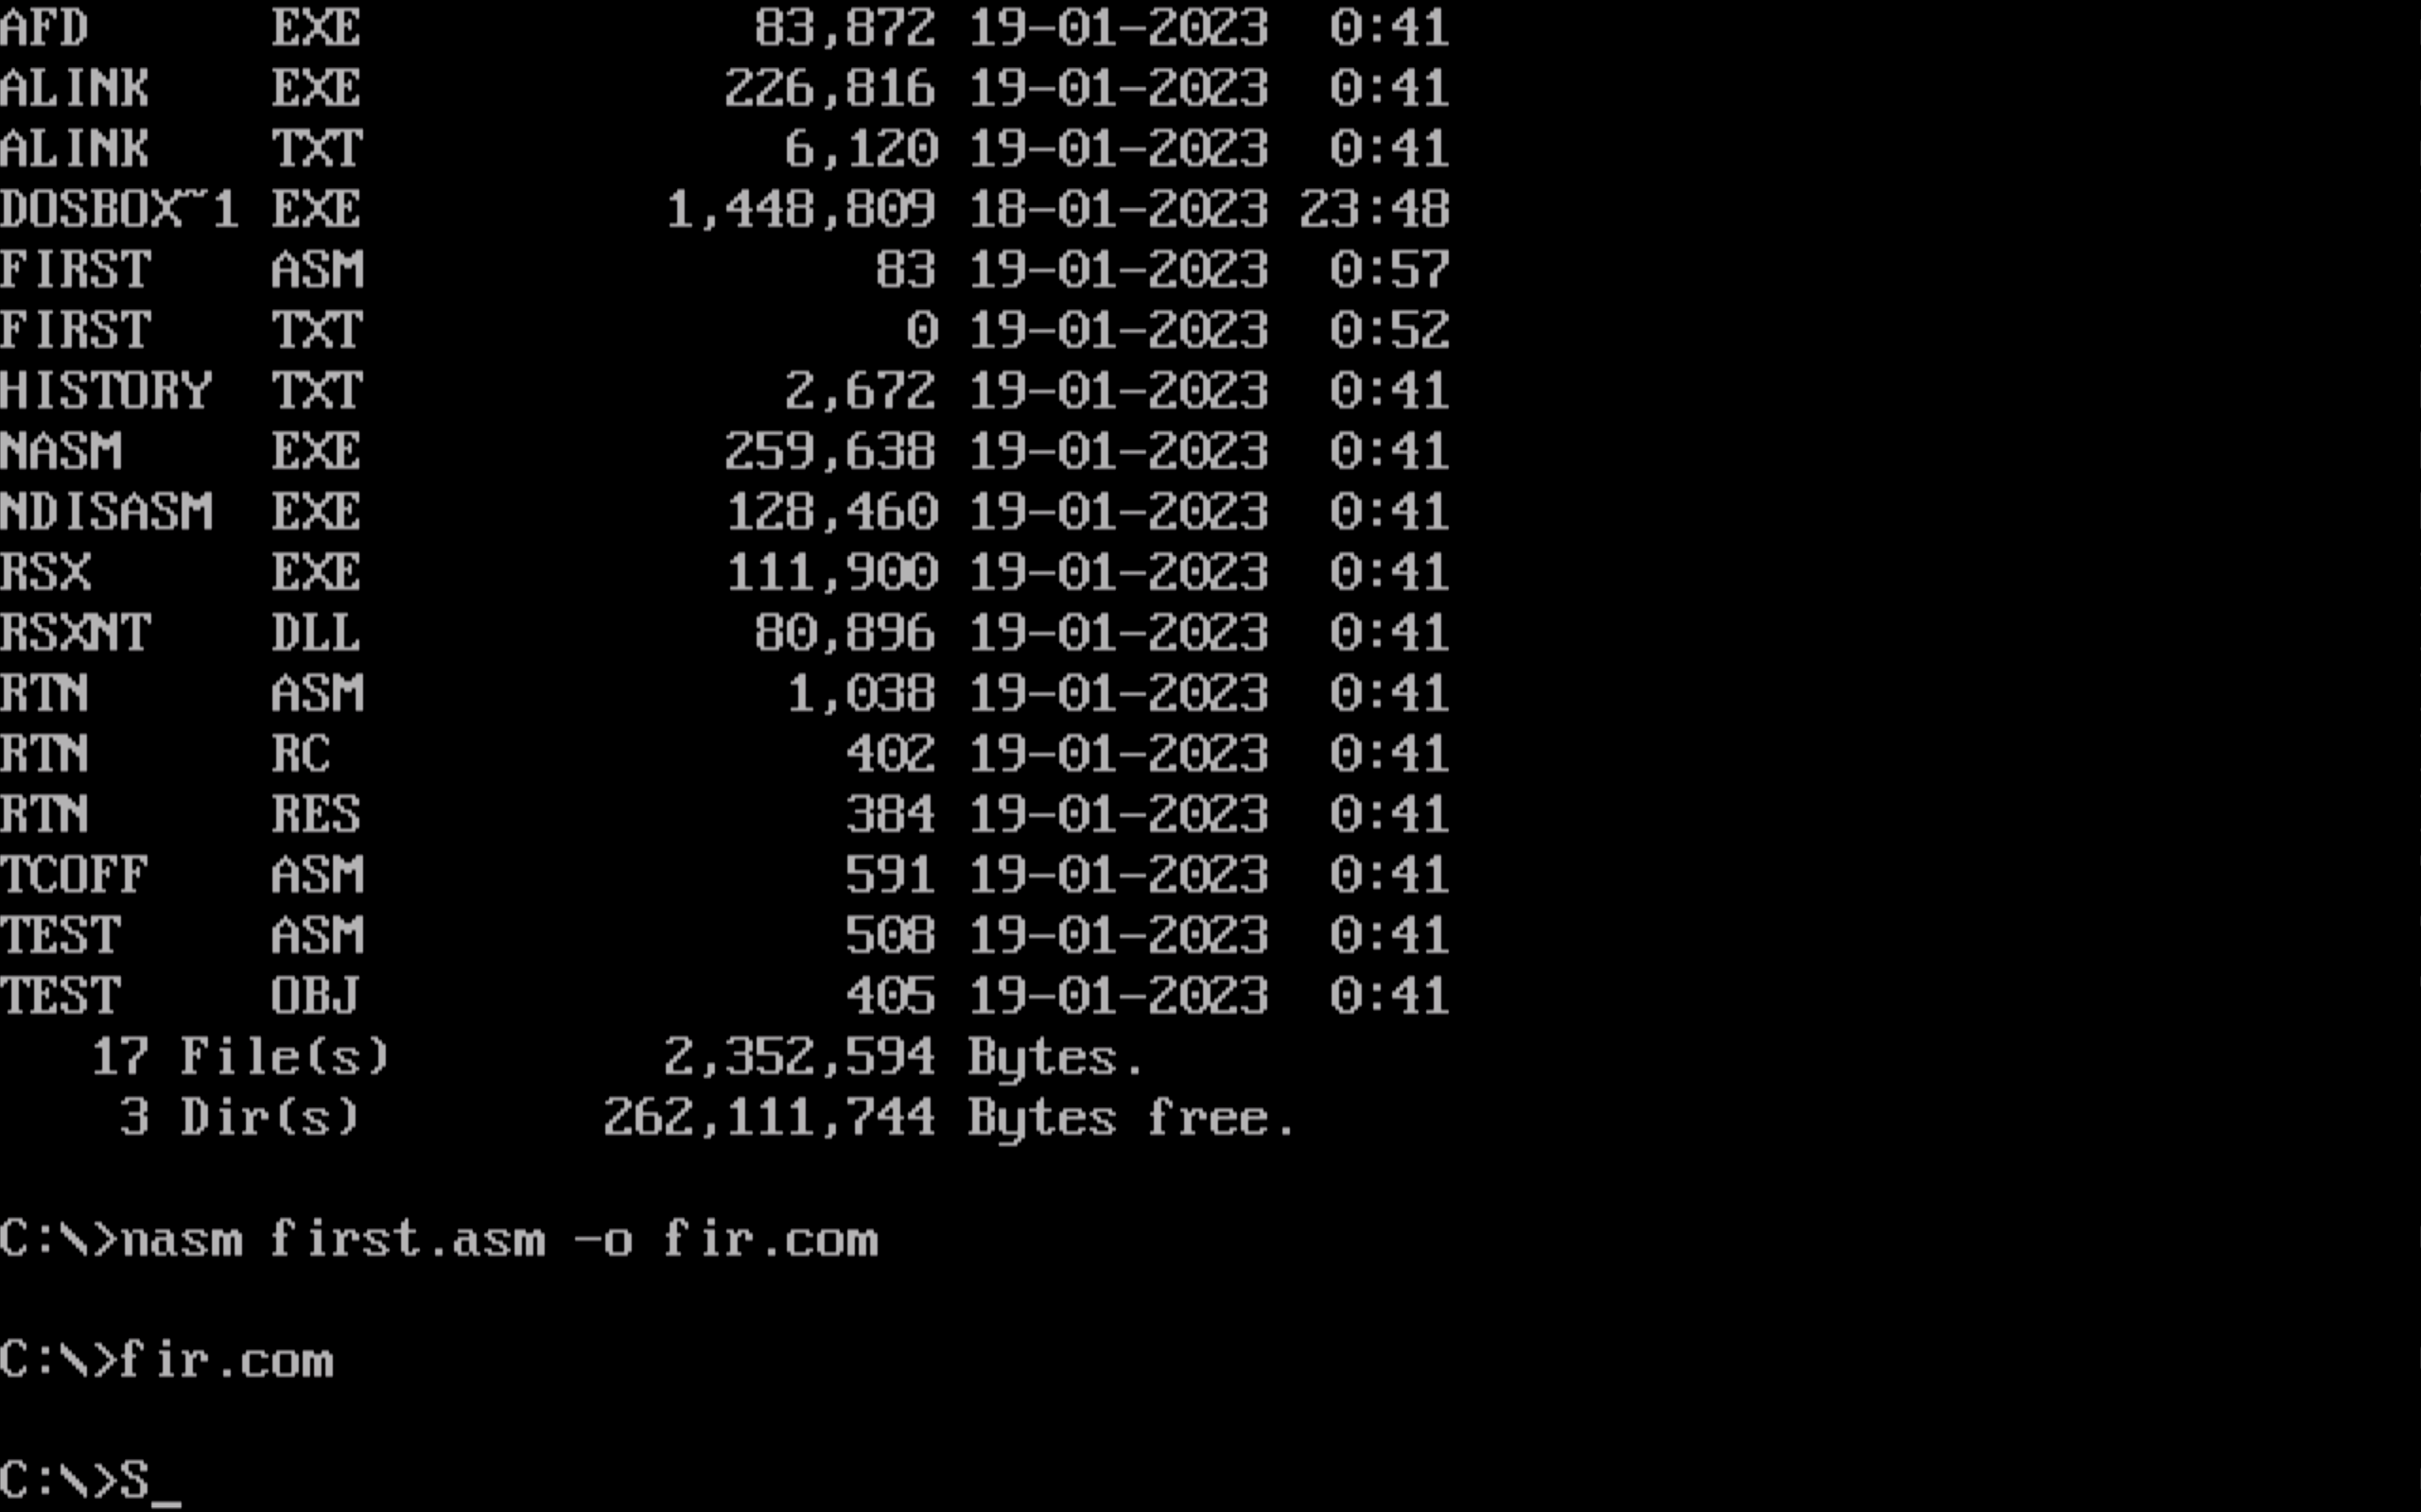 AFD      EXE             83,872 19-01-2023  0:41
ALINK    EXE            226,816 19-01-2023  0:41
ALINK    TXT              6,120 19-01-2023  0:41
DOSBOX~1 EXE          1,448,809 18-01-2023 23:48
FIRST    ASM                 83 19-01-2023  0:57
FIRST    TXT                  0 19-01-2023  0:52
HISTORY  TXT              2,672 19-01-2023  0:41
NASM     EXE            259,638 19-01-2023  0:41
NDISASM  EXE            128,460 19-01-2023  0:41
RSX      EXE            111,900 19-01-2023  0:41
RSXNT    DLL             80,896 19-01-2023  0:41
RTN      ASM              1,038 19-01-2023  0:41
RTN      RC                 402 19-01-2023  0:41
RTN      RES                384 19-01-2023  0:41
TCOFF    ASM                591 19-01-2023  0:41
TEST     ASM                508 19-01-2023  0:41
TEST     OBJ                405 19-01-2023  0:41
   17 File(s)         2,352,594 Bytes.
    3 Dir(s)        262,111,744 Bytes free.
C:\>nasm first.asm -o fir.com
C:\>fir.com
C:\>S_